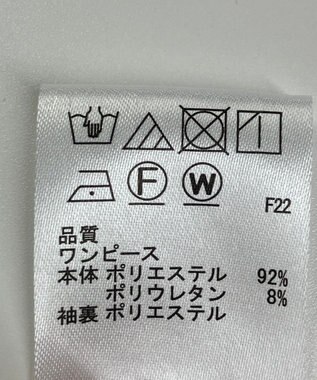 F W F22
品質
ワンピース
本体 ポリエステル 92%
ポリウレタン 8%
袖裏 ポリエステル